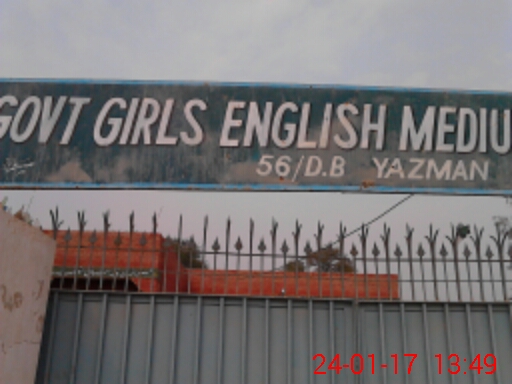 GOVT GIRLS ENGLISH MEDIU
56/D.B YAZMAN
24-01-17 13:49